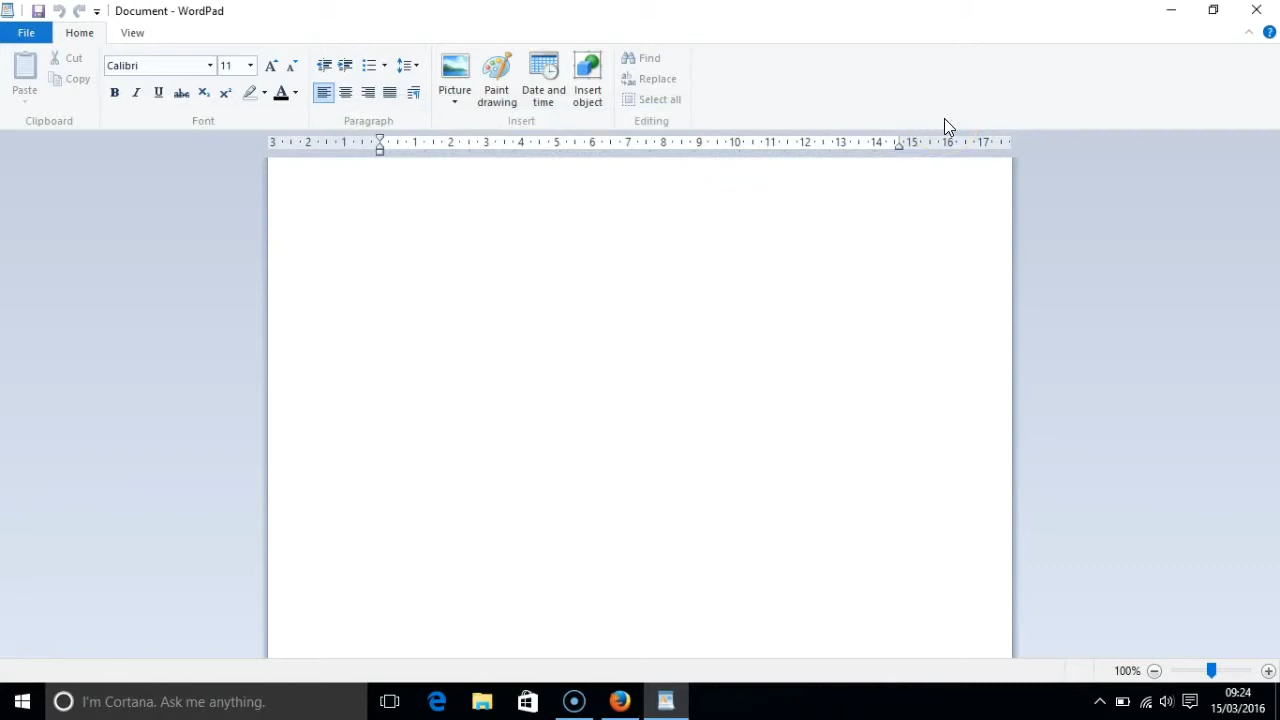 Document - WordPad
File Home View
Paste
Cut
Copy
Clipboard
Calibri 11
B I U abc X₂ X²
A
Font
Paragraph
Picture
Paint drawing
Date and time
Insert object
Insert
Find
Replace
Select all
Editing
3 2 1 1 2 3 4 5 6 7 8 9 10 11 12 13 14 15 16 17
100%
I'm Cortana. Ask me anything.
09:24
15/03/2016